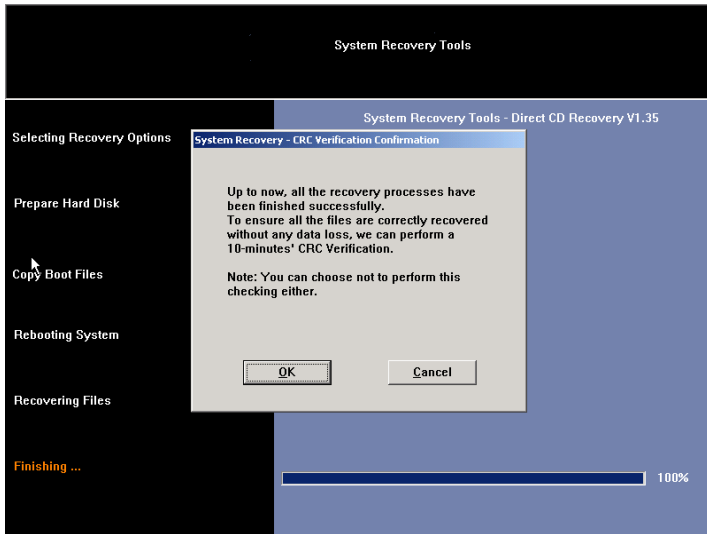 System Recovery Tools
System Recovery Tools - Direct CD Recovery V1.35
Selecting Recovery Options
System Recovery - CRC Verification Confirmation
Up to now, all the recovery processes have
been finished successfully.
To ensure all the files are correctly recovered
without any data loss, we can perform a
10-minutes' CRC Verification.
Note: You can choose not to perform this
checking either.
OK
Cancel
Prepare Hard Disk
Copy Boot Files
Rebooting System
Recovering Files
Finishing ...
100%